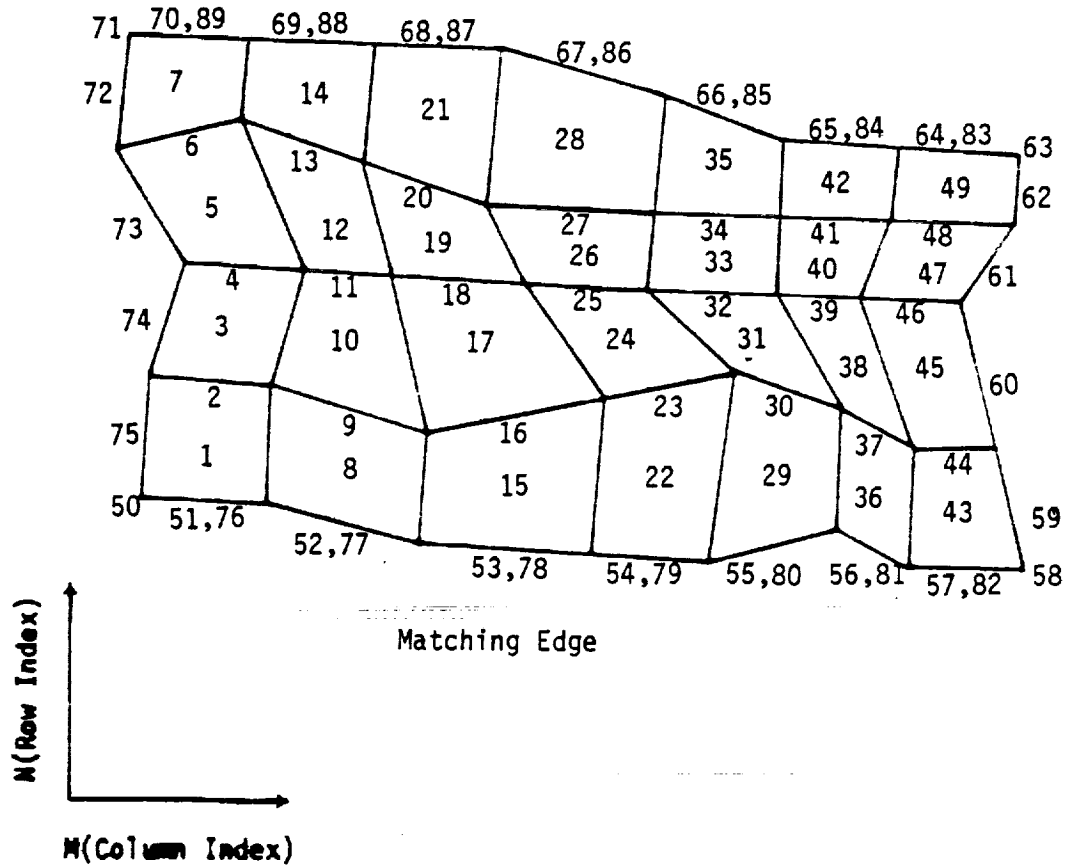 71 70,89 69,88 68,87
67,86
66,85
72 7 14 21 28 35
65,84 64,83 63
42 49 62
6 13 20
5 12 19 27 34 41 48
26 33 40 47 61
73
4 11 18 25 32 39 46
74 3 10 17 24 31 38 45 60
2 9 16 23 30 37 44
75 1 8 15 22 29 36 43 59
50 51,76 52,77 53,78 54,79 55,80 56,81 57,82 58
Matching Edge
N(Row Index)
M(Column Index)